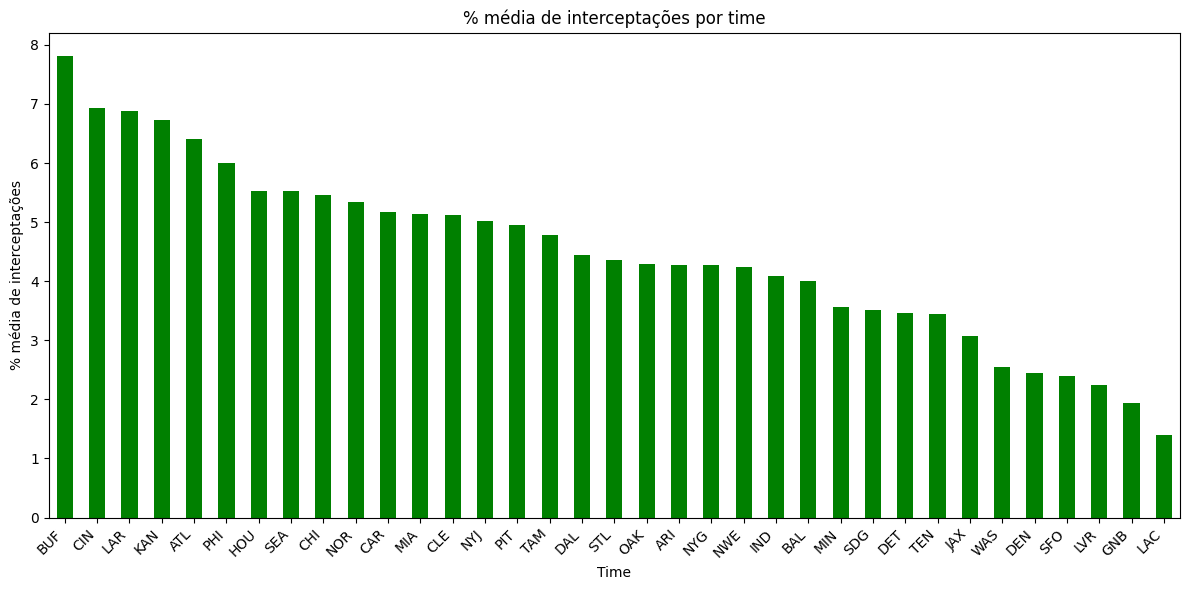 % média de interceptações por time
% média de interceptações
8
7
6
5
4
3
2
1
0
BUF CIN LAR KAN ATL PHI HOU SEA CHI NOR CAR MIA CLE NYJ PIT TAM DAL STL OAK ARI NYG NWE IND BAL MIN SDG DET TEN JAX WAS DEN SFO LVR GNB LAC
Time